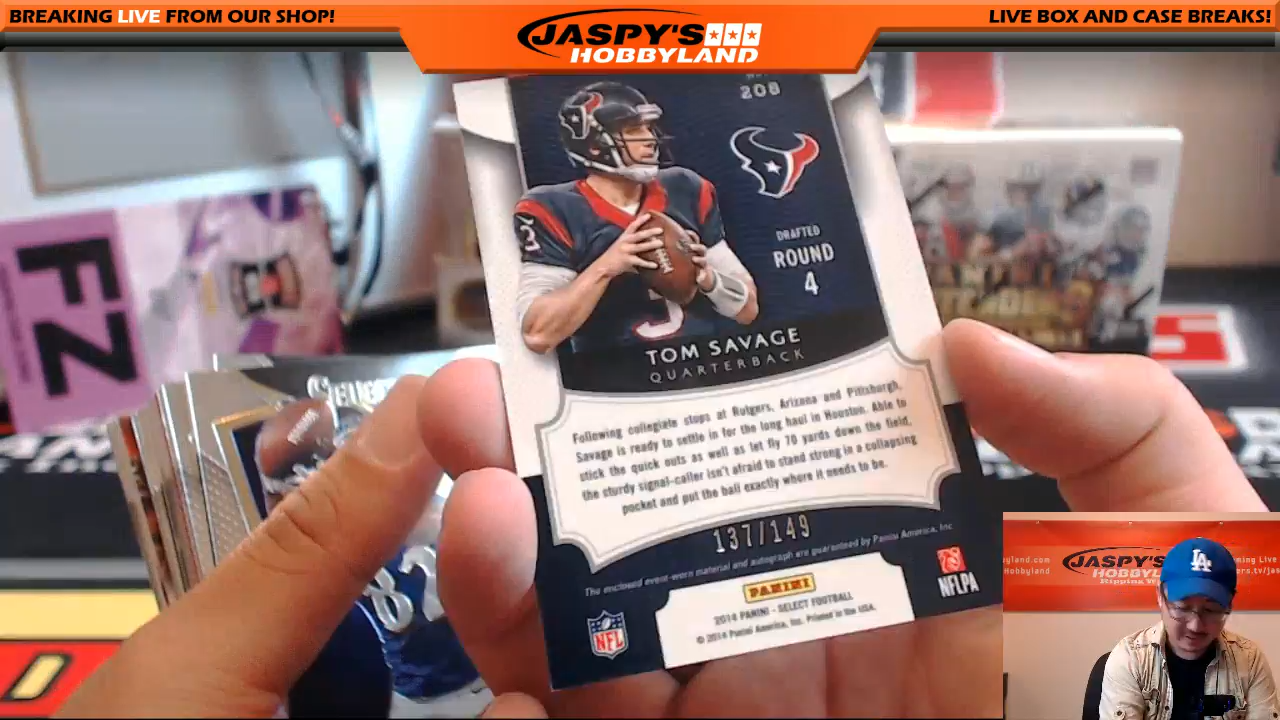 BREAKING LIVE FROM OUR SHOP!
JASPY'S
HOBBYLAND
LIVE BOX AND CASE BREAKS!
208
DRAFTED
ROUND
4
3
TOM SAVAGE
QUARTERBACK
Following collegiate stops at Rutgers, Arizona and Pittsburgh,
Savage is ready to settle in for the long haul in Houston. Able to
stick the quick outs as well as let fly 70 yards down the field,
the sturdy signal-caller isn't afraid to stand strong in a collapsing
pocket and put the ball exactly where it needs to be.
137/149
The enclosed event-worn material and autograph are guaranteed by Panini America, Inc.
PANINI
2014 PANINI - SELECT FOOTBALL
© 2014 Panini America, Inc. Printed in the USA.
NFL
NFLPA
FZ
82
PANINI
JASPY'S
HOBBYLAND
LA